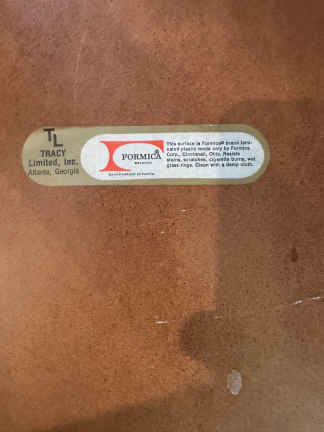 TL
TRACY
Limited, Inc.
Atlanta, Georgia
FORMICA®
This surface is Formica® brand lami-
nated plastic made only by Formica
Corp., Cincinnati, Ohio. Resists
stains, scratches, cigarette burns, wet
glass rings. Clean with a damp cloth.